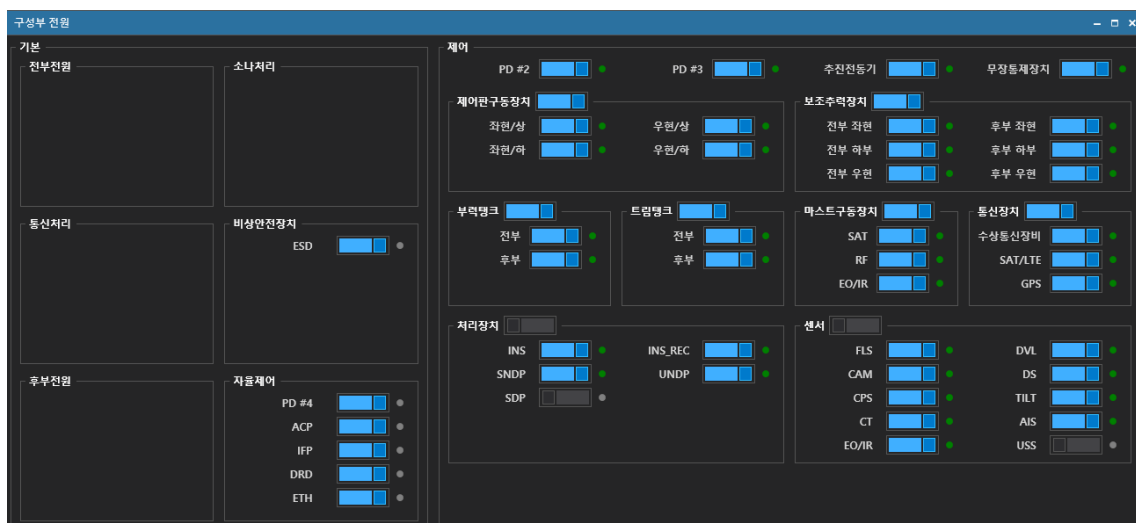 구성부 전원
기본
전부전원
소나처리
통신처리
비상안전장치
ESD
후부전원
자율제어
PD #4
ACP
IFP
DRD
ETH
제어
PD #2
PD #3
추진전동기
무장통제장치
제어판구동장치
좌현/상
우현/상
좌현/하
우현/하
보조추력장치
전부 좌현
후부 좌현
전부 하부
후부 하부
전부 우현
후부 우현
부력탱크
전부
후부
트림탱크
전부
후부
마스트구동장치
SAT
RF
EO/IR
통신장치
수상통신장비
SAT/LTE
GPS
처리장치
INS
INS_REC
SNDP
UNDP
SDP
센서
FLS
DVL
CAM
DS
CPS
TILT
CT
AIS
EO/IR
USS